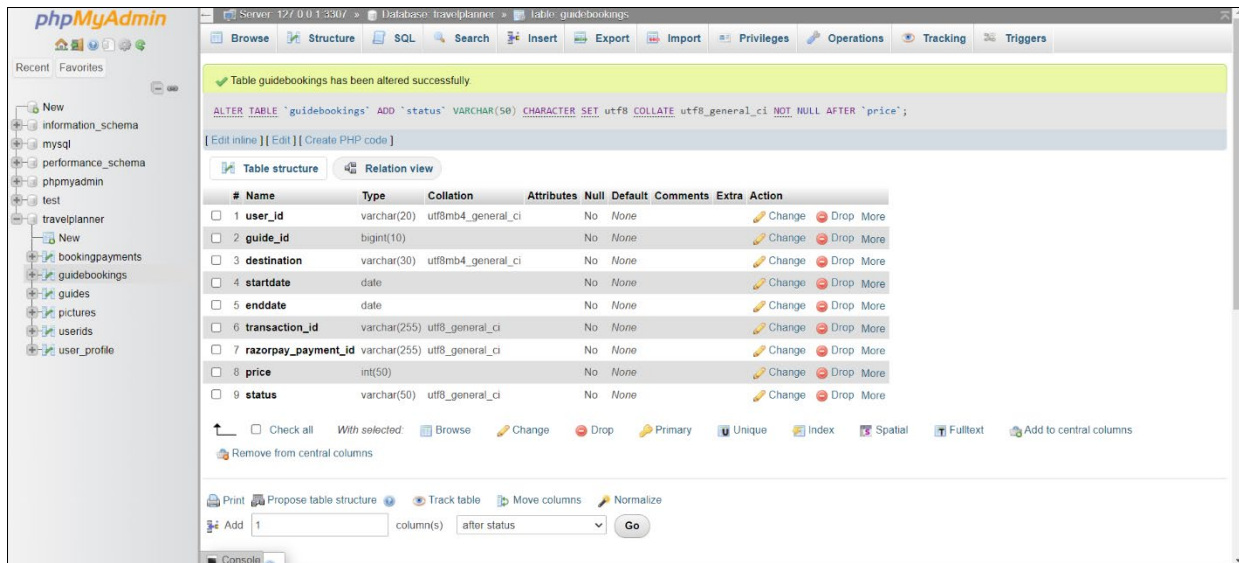 phpMyAdmin
Recent Favorites
New
information_schema
mysql
performance_schema
phpmyadmin
test
travelplanner
New
bookingpayments
guidebookings
guides
pictures
userids
user_profile
Server: 127.0.0.1:3307 » Database: travelplanner » Table: guidebookings
Browse Structure SQL Search Insert Export Import Privileges Operations Tracking Triggers
Table guidebookings has been altered successfully.
ALTER TABLE `guidebookings` ADD `status` VARCHAR(50) CHARACTER SET utf8 COLLATE utf8_general_ci NOT NULL AFTER `price`;
[ Edit inline ] [ Edit ] [ Create PHP code ]
Table structure Relation view
# Name Type Collation Attributes Null Default Comments Extra Action
1 user_id varchar(20) utf8mb4_general_ci No None Change Drop More
2 guide_id bigint(10) No None Change Drop More
3 destination varchar(30) utf8mb4_general_ci No None Change Drop More
4 startdate date No None Change Drop More
5 enddate date No None Change Drop More
6 transaction_id varchar(255) utf8_general_ci No None Change Drop More
7 razorpay_payment_id varchar(255) utf8_general_ci No None Change Drop More
8 price int(50) No None Change Drop More
9 status varchar(50) utf8_general_ci No None Change Drop More
Check all With selected: Browse Change Drop Primary Unique Index Spatial Fulltext Add to central columns
Remove from central columns
Print Propose table structure Track table Move columns Normalize
Add 1 column(s) after status Go
Console